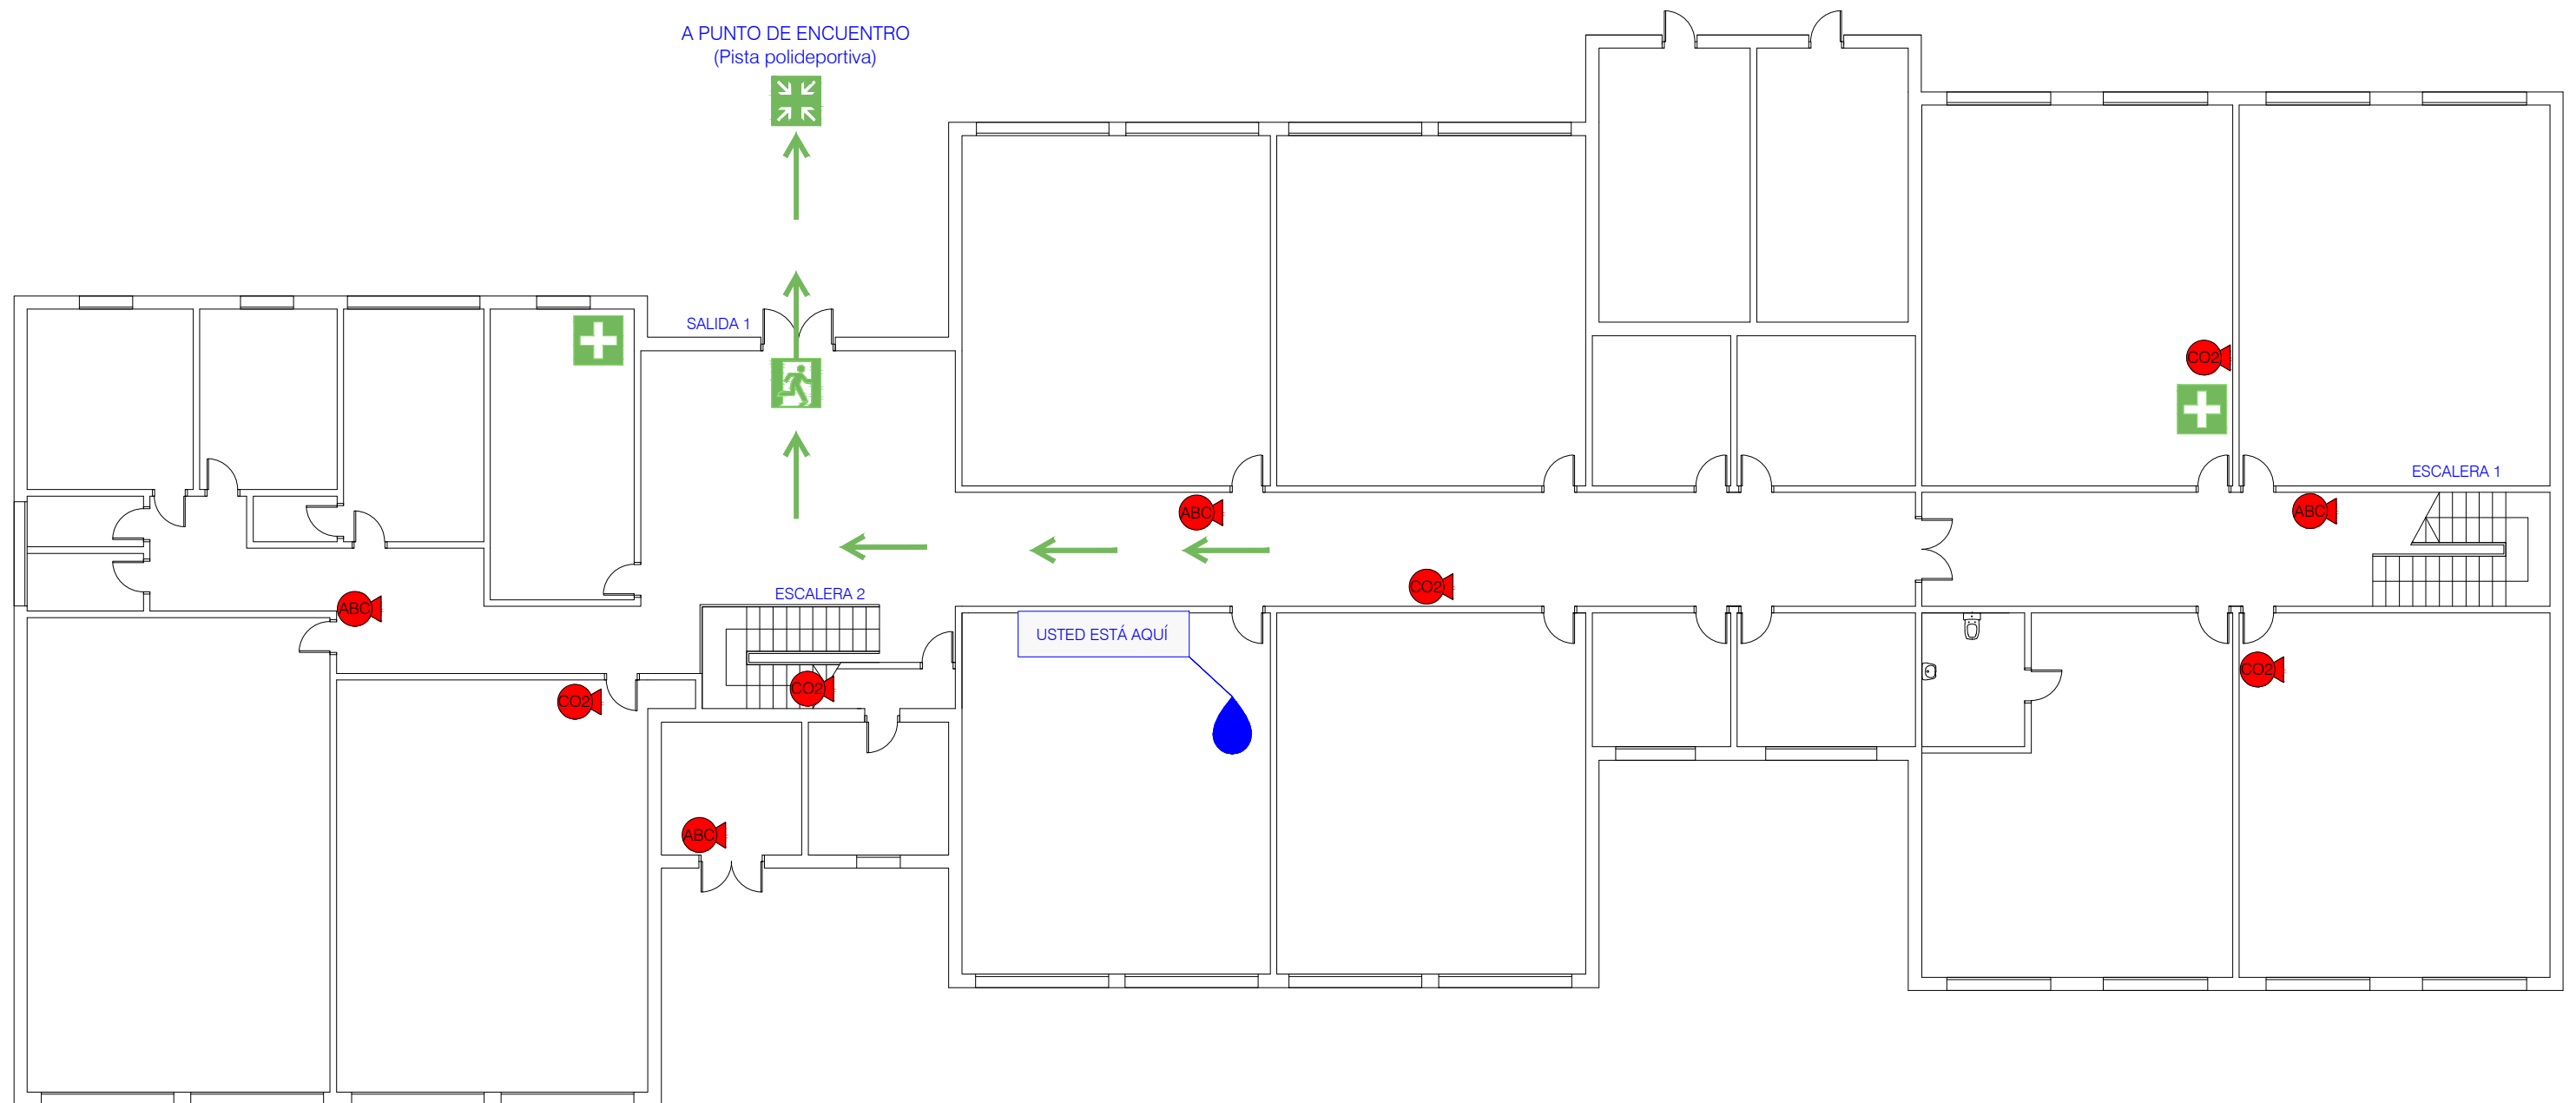 A PUNTO DE ENCUENTRO
(Pista polideportiva)
SALIDA 1
CO2
ESCALERA 1
ABC
ABC
CO2
ESCALERA 2
ABC
USTED ESTÁ AQUÍ
CO2
CO2
CO2
ABC